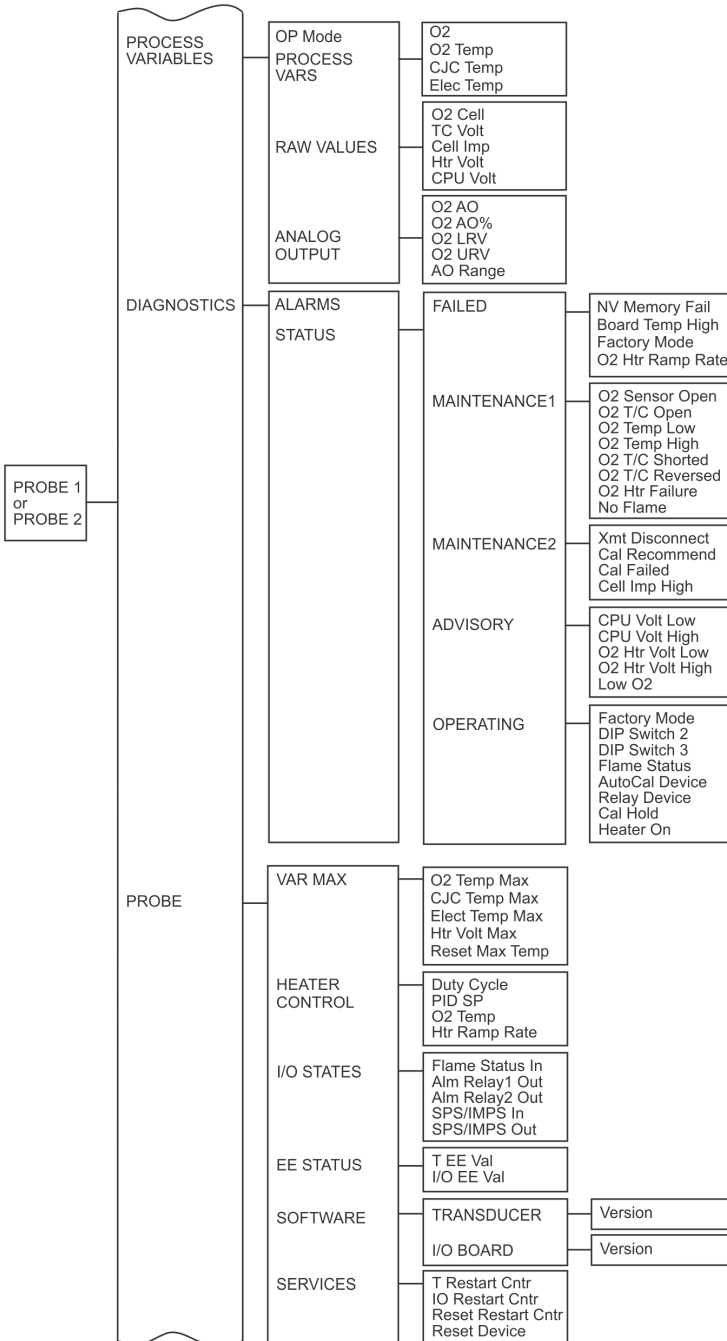 PROBE 1
or
PROBE 2
PROCESS
VARIABLES
OP Mode
PROCESS
VARS
O2
O2 Temp
CJC Temp
Elec Temp
RAW VALUES
O2 Cell
TC Volt
Cell Imp
Htr Volt
CPU Volt
ANALOG
OUTPUT
O2 AO
O2 AO%
O2 LRV
O2 URV
AO Range
DIAGNOSTICS
ALARMS
STATUS
FAILED
NV Memory Fail
Board Temp High
Factory Mode
O2 Htr Ramp Rate
MAINTENANCE1
O2 Sensor Open
O2 T/C Open
O2 Temp Low
O2 Temp High
O2 T/C Shorted
O2 T/C Reversed
O2 Htr Failure
No Flame
MAINTENANCE2
Xmt Disconnect
Cal Recommend
Cal Failed
Cell Imp High
ADVISORY
CPU Volt Low
CPU Volt High
O2 Htr Volt Low
O2 Htr Volt High
Low O2
OPERATING
Factory Mode
DIP Switch 2
DIP Switch 3
Flame Status
AutoCal Device
Relay Device
Cal Hold
Heater On
PROBE
VAR MAX
O2 Temp Max
CJC Temp Max
Elect Temp Max
Htr Volt Max
Reset Max Temp
HEATER
CONTROL
Duty Cycle
PID SP
O2 Temp
Htr Ramp Rate
I/O STATES
Flame Status In
Alm Relay1 Out
Alm Relay2 Out
SPS/IMPS In
SPS/IMPS Out
EE STATUS
T EE Val
I/O EE Val
SOFTWARE
TRANSDUCER
Version
I/O BOARD
Version
SERVICES
T Restart Cntr
IO Restart Cntr
Reset Restart Cntr
Reset Device